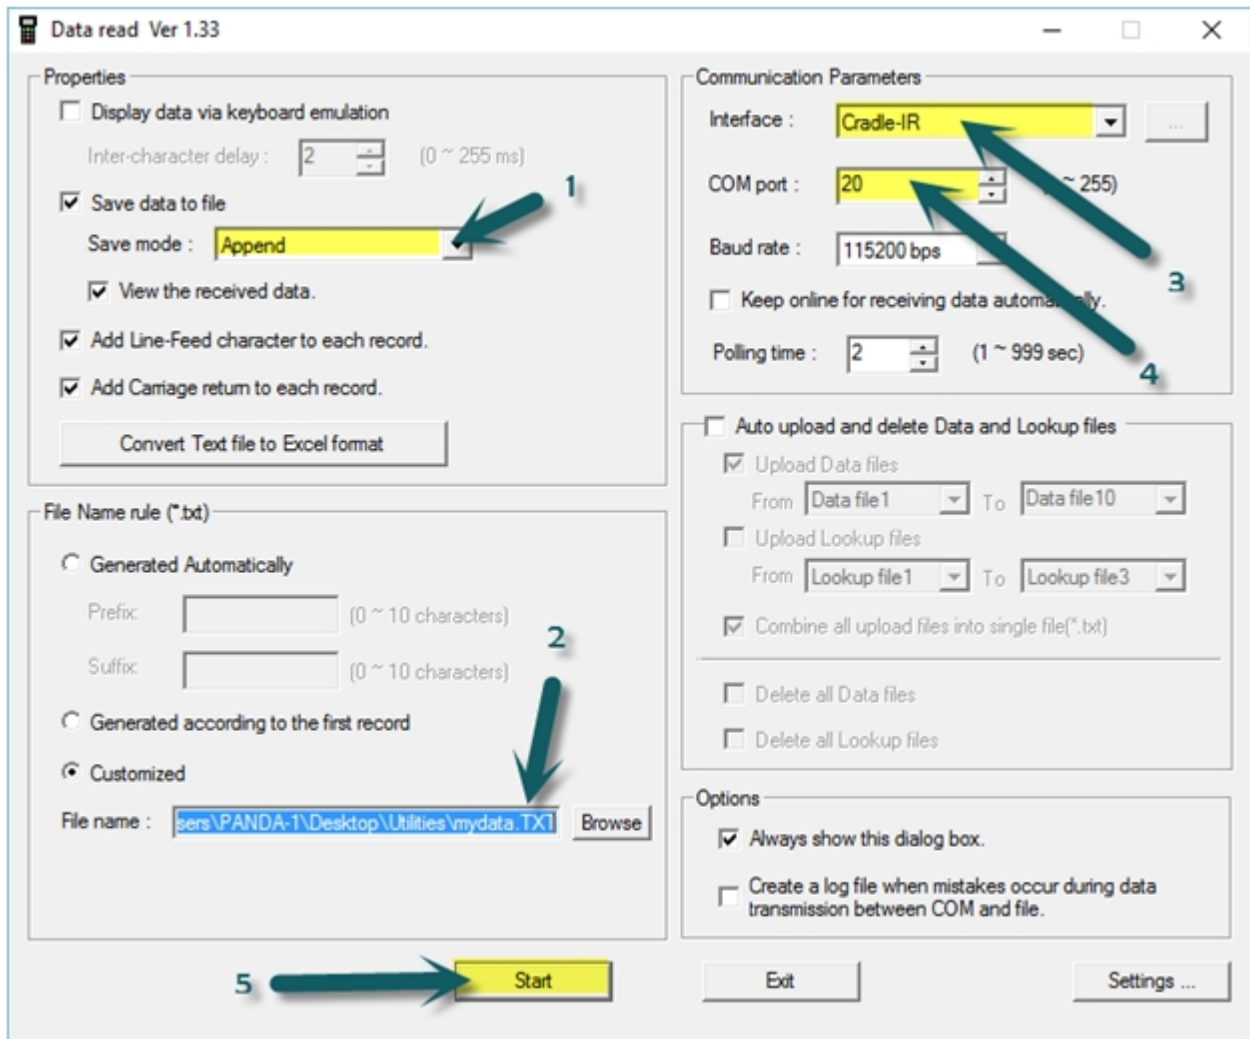 Data read Ver 1.33
Properties
Display data via keyboard emulation
Inter-character delay : 2 (0 ~ 255 ms)
1
Save data to file
Save mode : Append
View the received data.
Add Line-Feed character to each record.
Add Carriage return to each record.
Convert Text file to Excel format
File Name rule (*.txt)
Generated Automatically
Prefix: (0 ~ 10 characters)
2
Suffix: (0 ~ 10 characters)
Generated according to the first record
Customized
File name : sers\PANDA-1\Desktop\Utilities\mydata.TXT Browse
Communication Parameters
Interface : Cradle-IR ...
COM port : 20 ~ 255)
Baud rate : 115200 bps
3
Keep online for receiving data automatically.
Polling time : 2 (1 ~ 999 sec)
4
Auto upload and delete Data and Lookup files
Upload Data files
From Data file1 To Data file10
Upload Lookup files
From Lookup file1 To Lookup file3
Combine all upload files into single file(*.txt)
Delete all Data files
Delete all Lookup files
Options
Always show this dialog box.
Create a log file when mistakes occur during data
transmission between COM and file.
5 Start Exit Settings ...